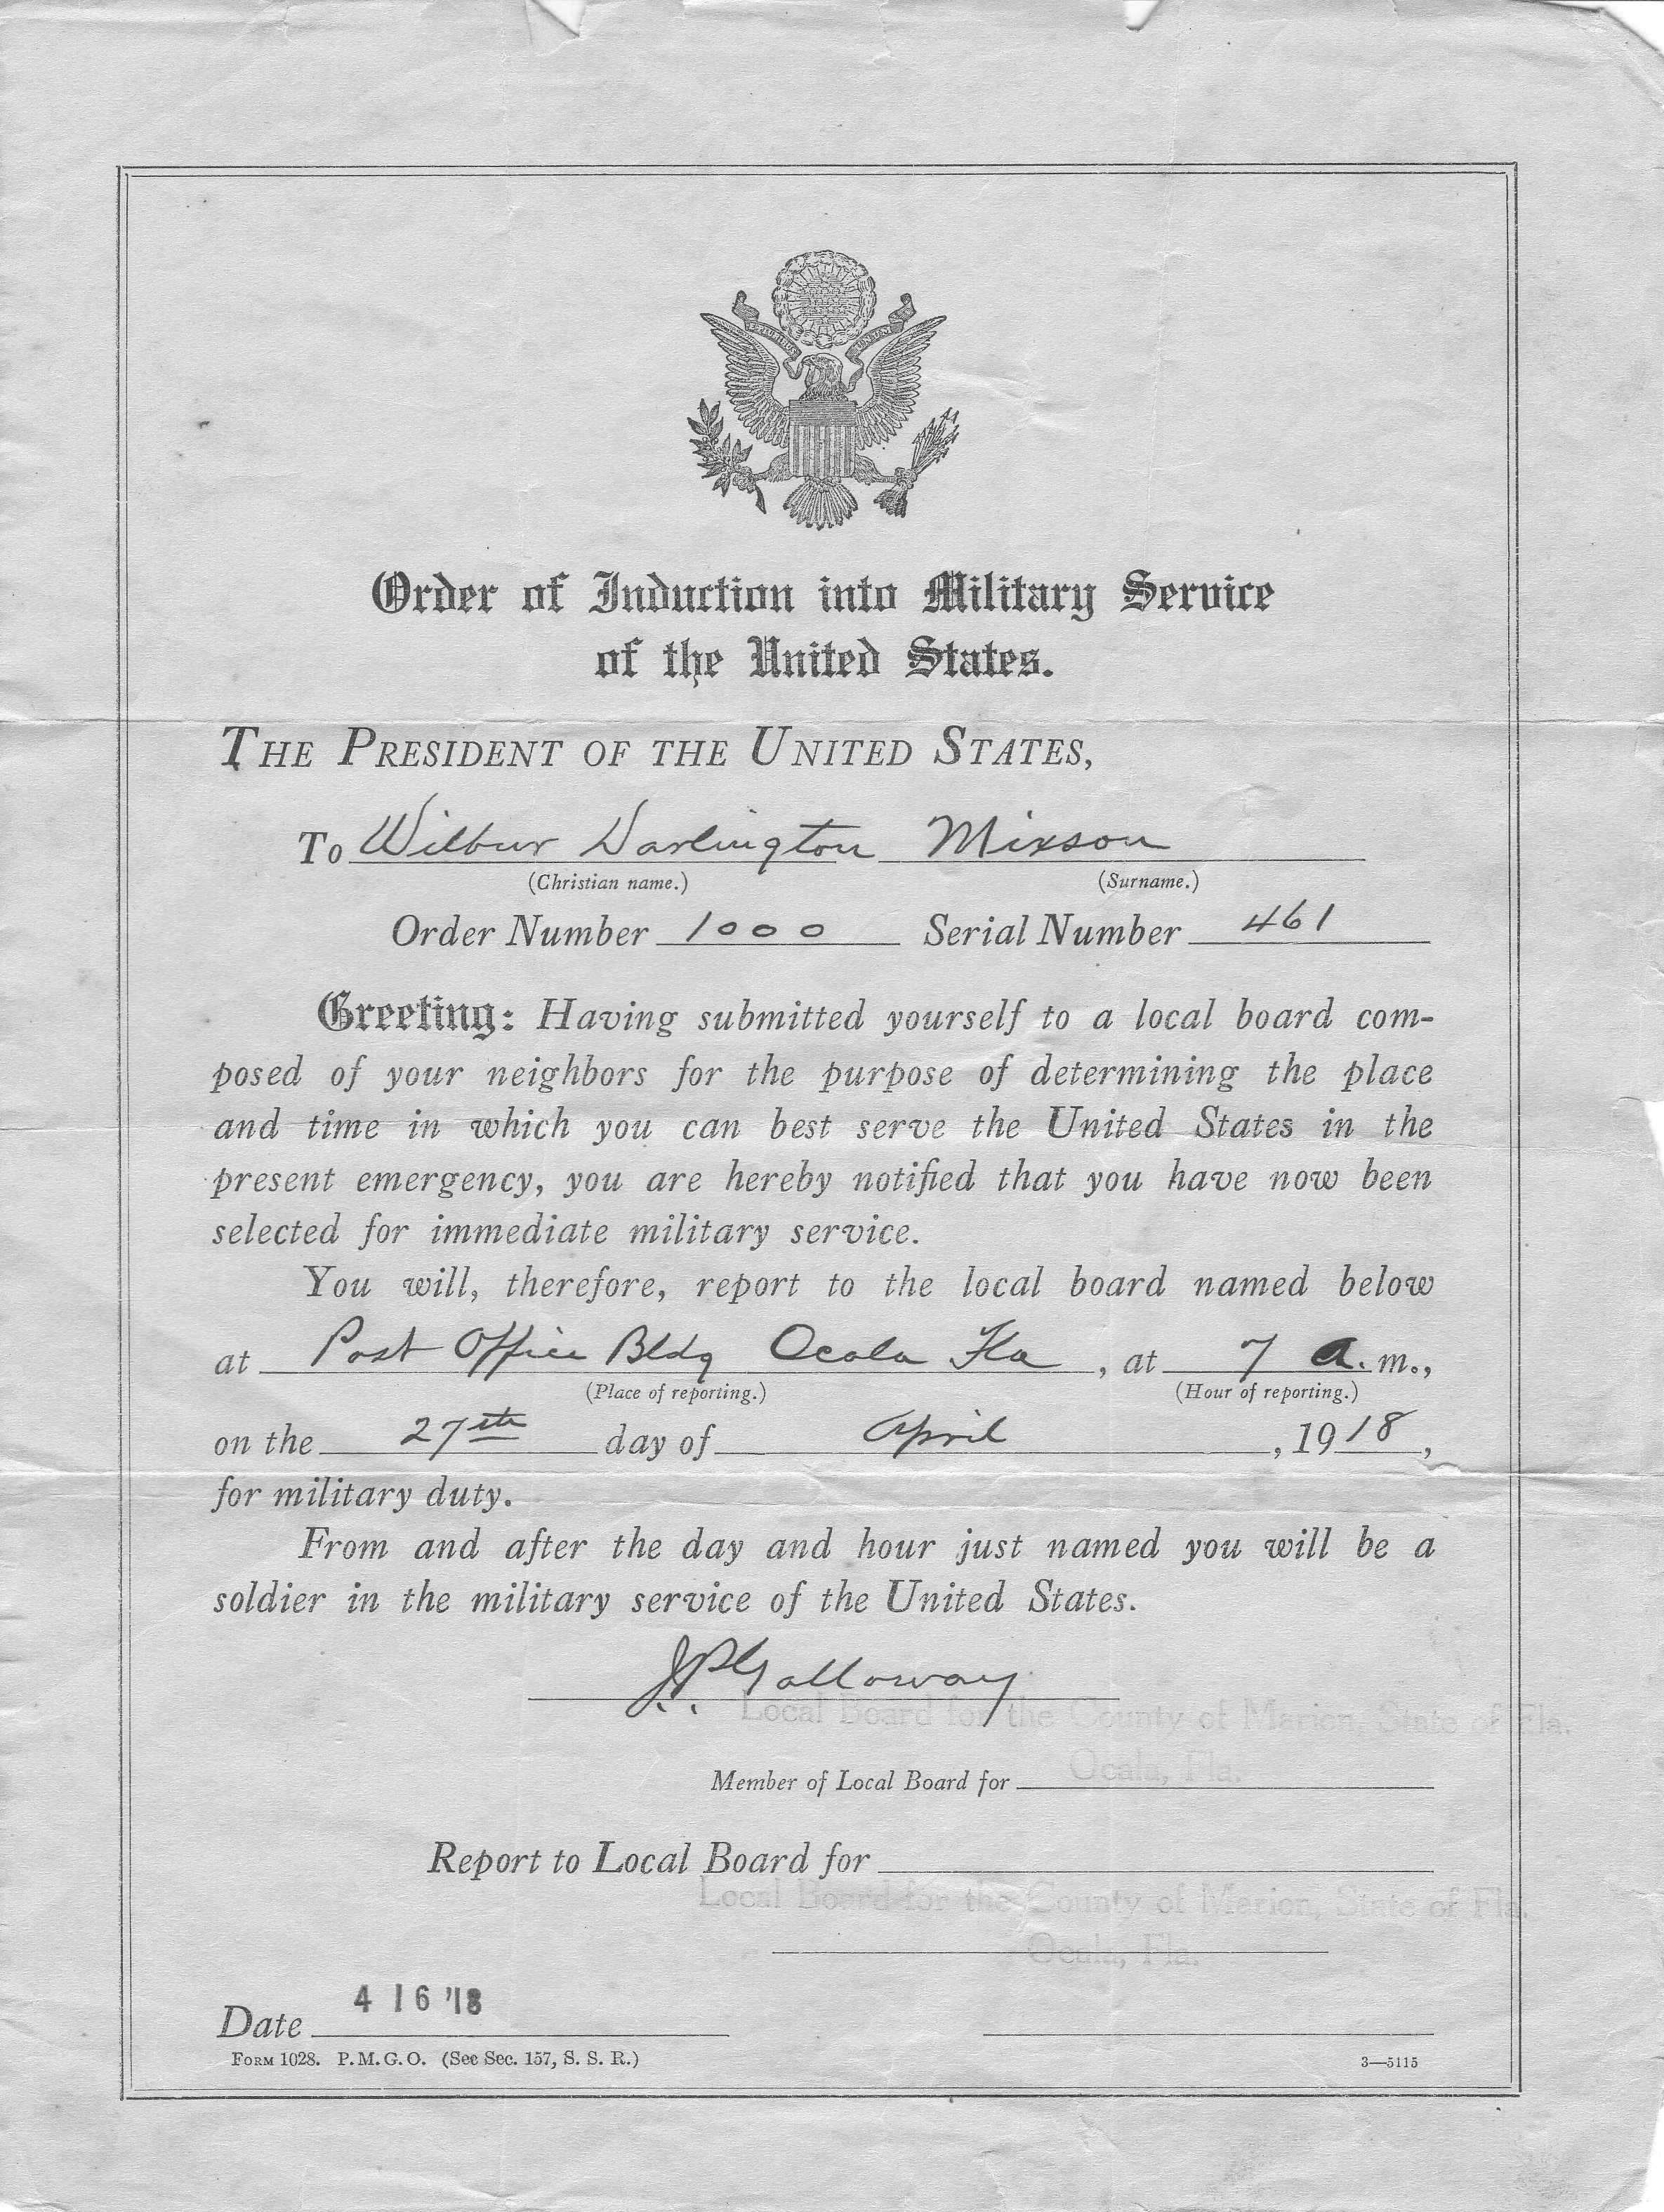 Order of Induction into Military Service
of the United States.
THE PRESIDENT OF THE UNITED STATES,
To Wilbur Darlington Mixson
(Christian name.) (Surname.)
Order Number 1000 Serial Number 461
Greeting: Having submitted yourself to a local board com-
posed of your neighbors for the purpose of determining the place
and time in which you can best serve the United States in the
present emergency, you are hereby notified that you have now been
selected for immediate military service.
You will, therefore, report to the local board named below
at Post Office Bldg Ocala Fla, at 7 a.m.,
(Place of reporting.) (Hour of reporting.)
on the 27th day of April, 1918,
for military duty.
From and after the day and hour just named you will be a
soldier in the military service of the United States.
J.P. Galloway
Local Board for the County of Marion, State of Fla.
Ocala, Fla.
Member of Local Board for
Report to Local Board for
Local Board for the County of Marion, State of Fla.
Ocala, Fla.
4 16 '18
Date
FORM 1028. P. M. G. O. (See Sec. 157, S. S. R.) 3—5115